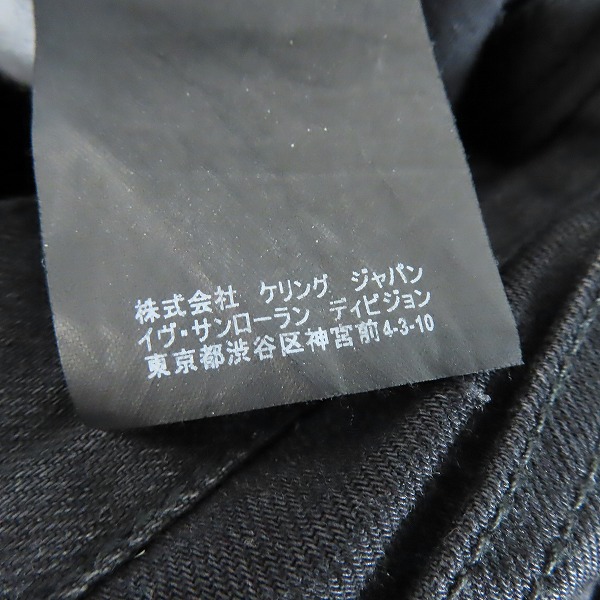 株式会社 ケリング ジャパン
イヴ・サンローラン ディビジョン
東京都渋谷区神宮前4-3-10